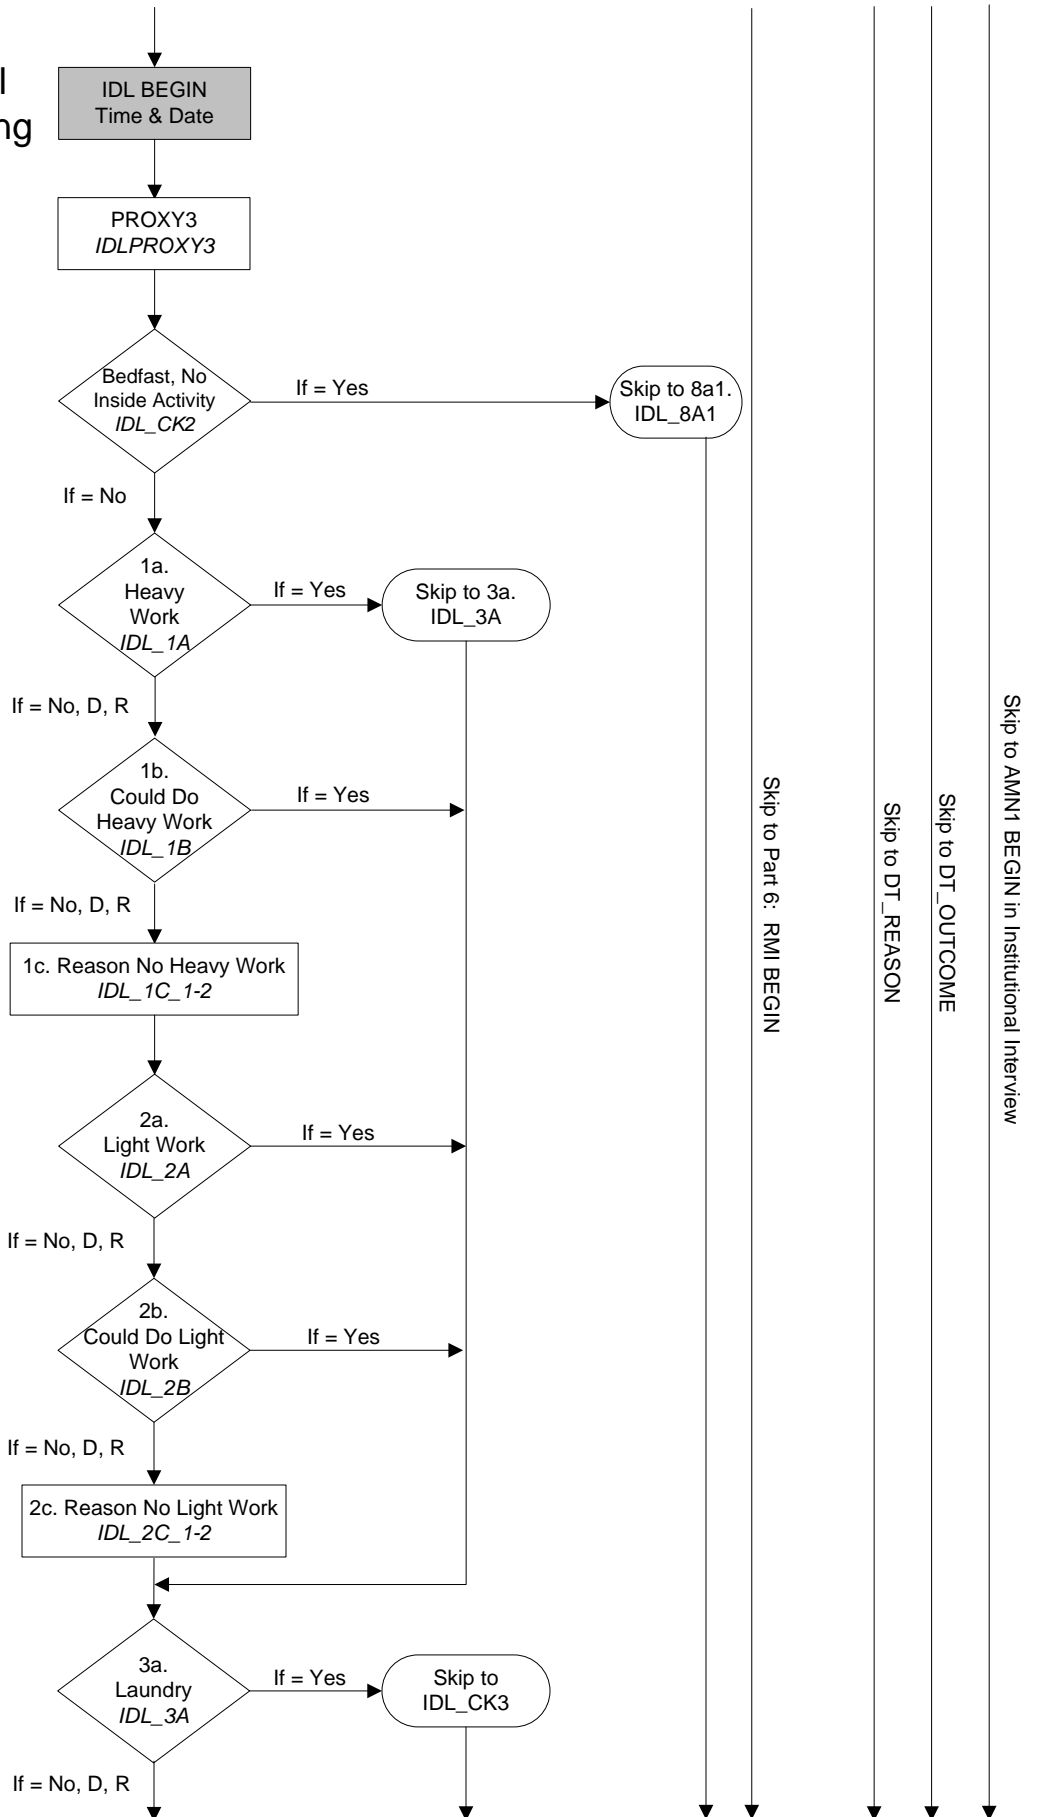 l
ng
IDL BEGIN
Time & Date
PROXY3
IDLPROXY3
Bedfast, No
Inside Activity
IDL_CK2
If = Yes
Skip to 8a1.
IDL_8A1
If = No
1a.
Heavy
Work
IDL_1A
If = Yes
Skip to 3a.
IDL_3A
If = No, D, R
1b.
Could Do
Heavy Work
IDL_1B
If = Yes
If = No, D, R
1c. Reason No Heavy Work
IDL_1C_1-2
2a.
Light Work
IDL_2A
If = Yes
If = No, D, R
2b.
Could Do Light
Work
IDL_2B
If = Yes
If = No, D, R
2c. Reason No Light Work
IDL_2C_1-2
3a.
Laundry
IDL_3A
If = Yes
Skip to
IDL_CK3
If = No, D, R
Skip to Part 6:  RMI BEGIN
Skip to DT_REASON
Skip to DT_OUTCOME
Skip to AMN1 BEGIN in Institutional Interview